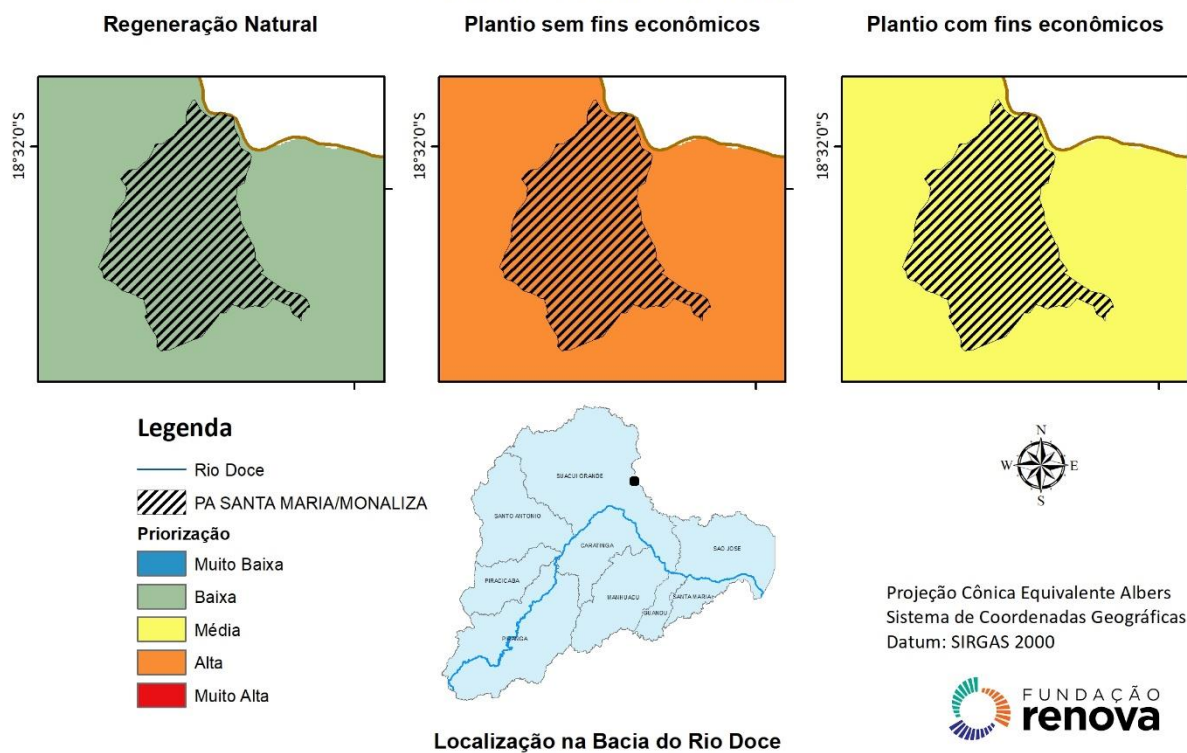 Regeneração Natural
Plantio sem fins econômicos
Plantio com fins econômicos
18°32'0"S
18°32'0"S
18°32'0"S
Legenda
Rio Doce
PA SANTA MARIA/MONALIZA
Priorização
Muito Baixa
Baixa
Média
Alta
Muito Alta
SUACUI GRANDE
SANTO ANTONIO
CARATINGA
SAO JOSE
PIRACICABA
MANHUACU
SANTA MARIA
GUANDU
PIRANGA
Localização na Bacia do Rio Doce
N
W E
S
Projeção Cônica Equivalente Albers
Sistema de Coordenadas Geográficas
Datum: SIRGAS 2000
FUNDAÇÃO
renova